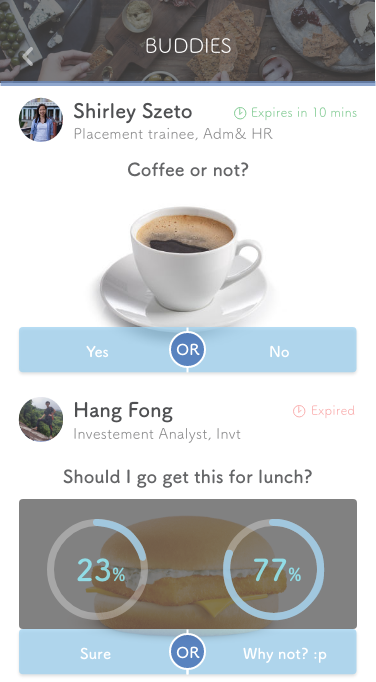 BUDDIES
Shirley Szeto
Expires in 10 mins
Placement trainee, Adm& HR
Coffee or not?
Yes
OR
No
Hang Fong
Expired
Investement Analyst, Invt
Should I go get this for lunch?
23%
77%
Sure
OR
Why not? :p